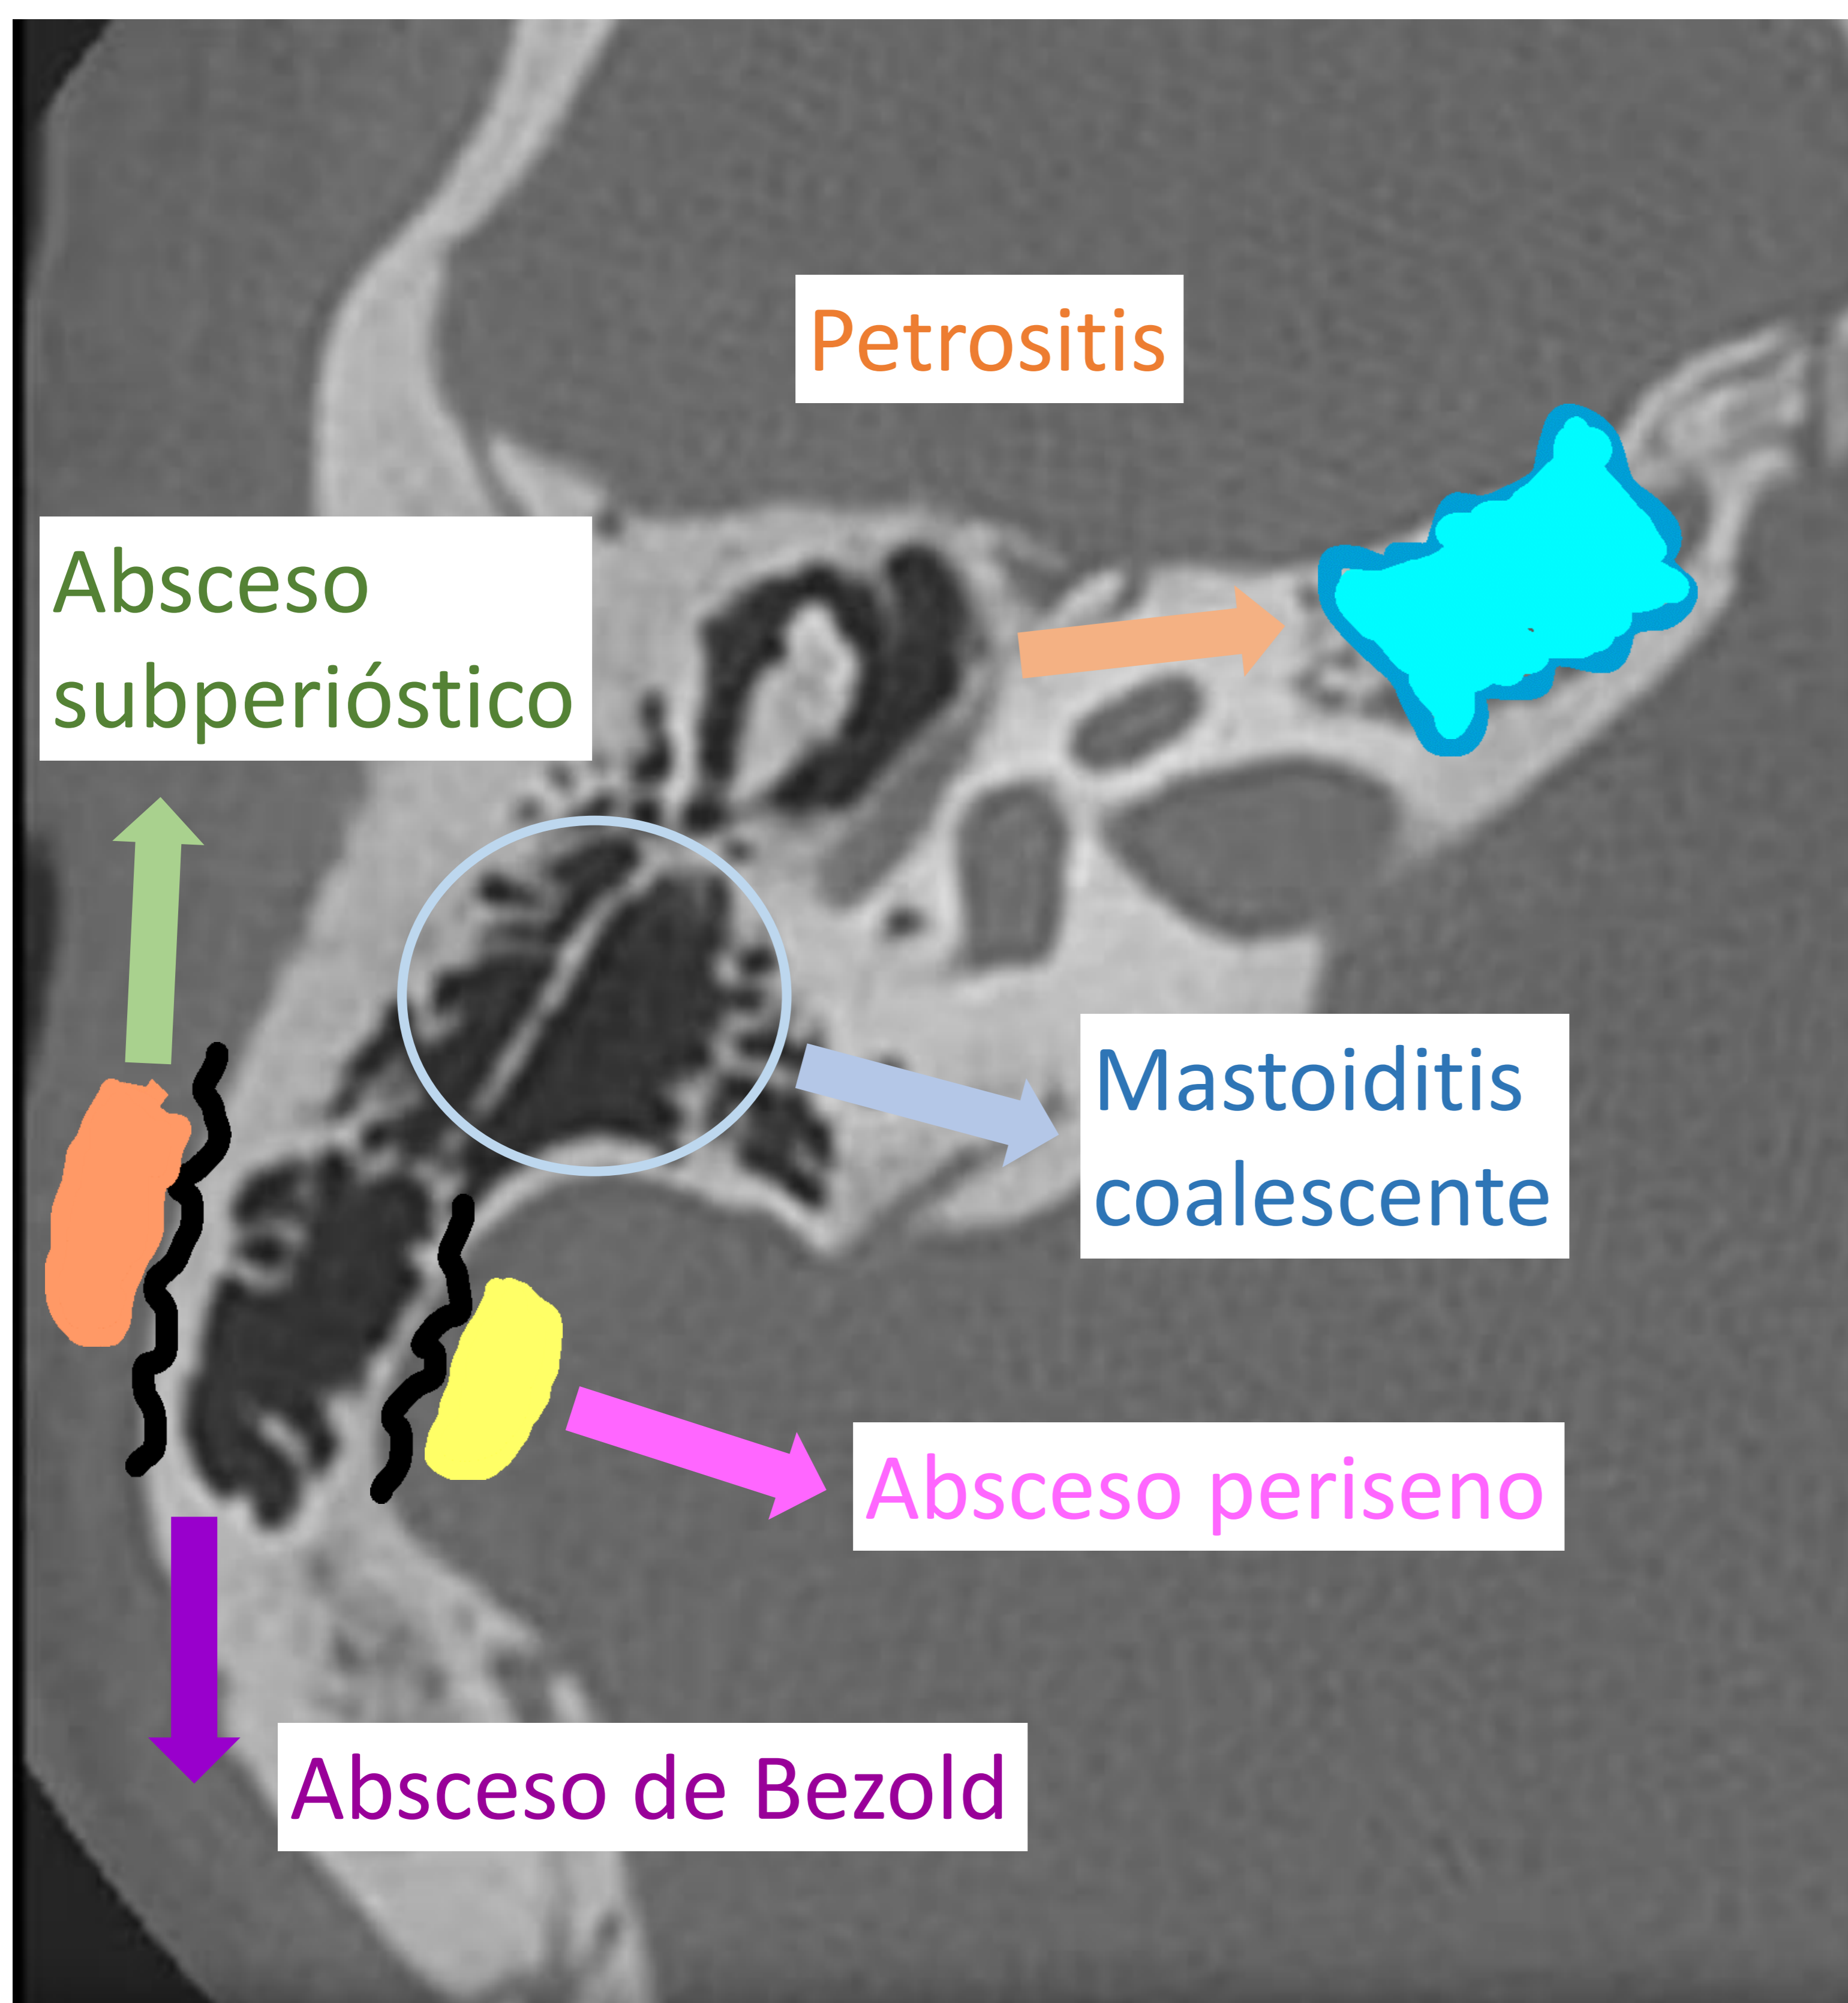 Petrositis
Absceso
subperióstico
Mastoiditis
coalescente
Absceso periseno
Absceso de Bezold